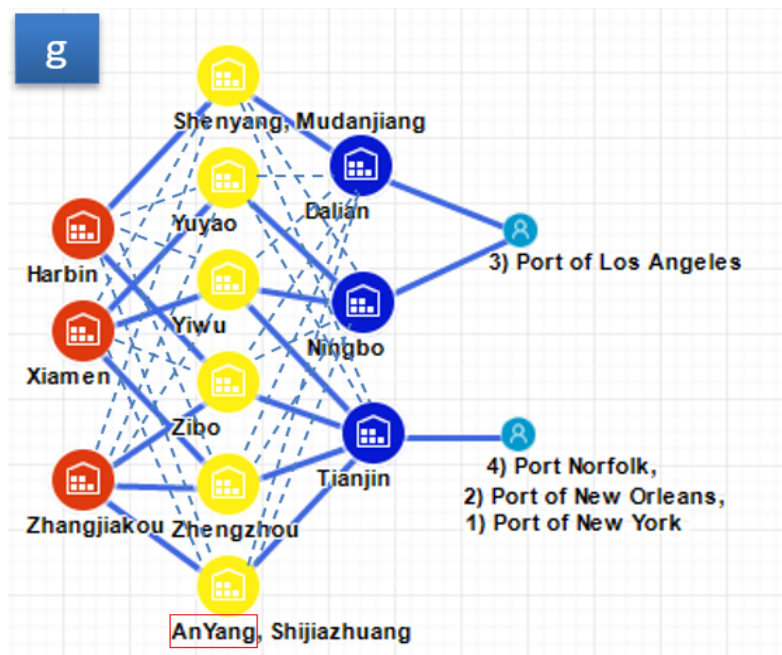 g
Shenyang, Mudanjiang
Yuyao
Dalian
Harbin
3) Port of Los Angeles
Yiwu
Ningbo
Xiamen
Zibo
4) Port Norfolk,
Tianjin
2) Port of New Orleans,
Zhangjiakou
Zhengzhou
1) Port of New York
AnYang, Shijiazhuang